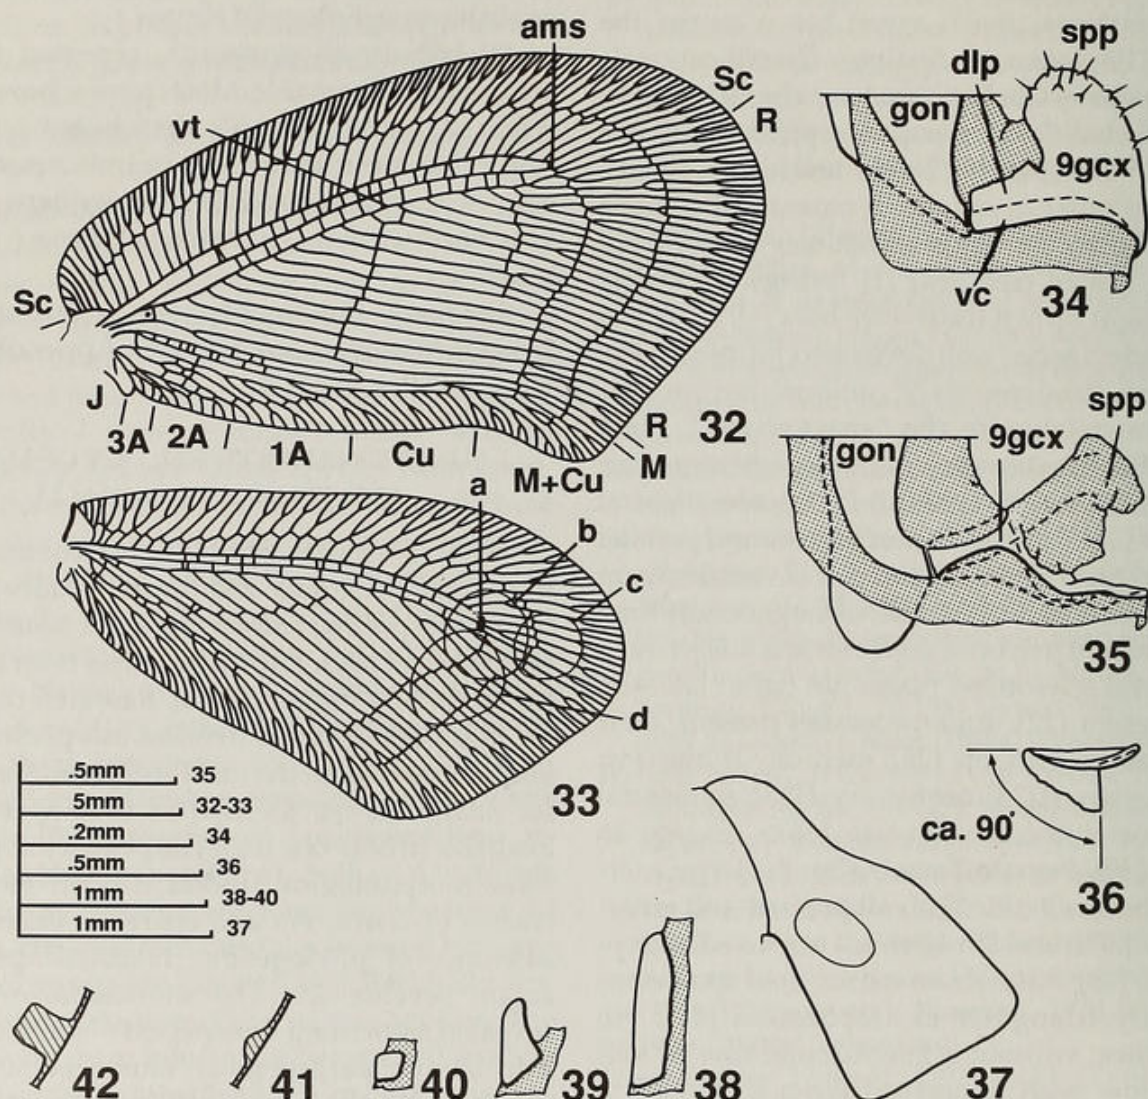 ams
Sc
R
vt
Sc
J
3A
2A
1A
Cu
M+Cu
M
R
32
dlp
spp
gon
9gcx
vc
34
a
b
c
d
33
gon
9gcx
spp
35
.5mm 35
5mm 32-33
.2mm 34
.5mm 36
1mm 38-40
1mm 37
ca. 90°
36
42
41
40
39
38
37